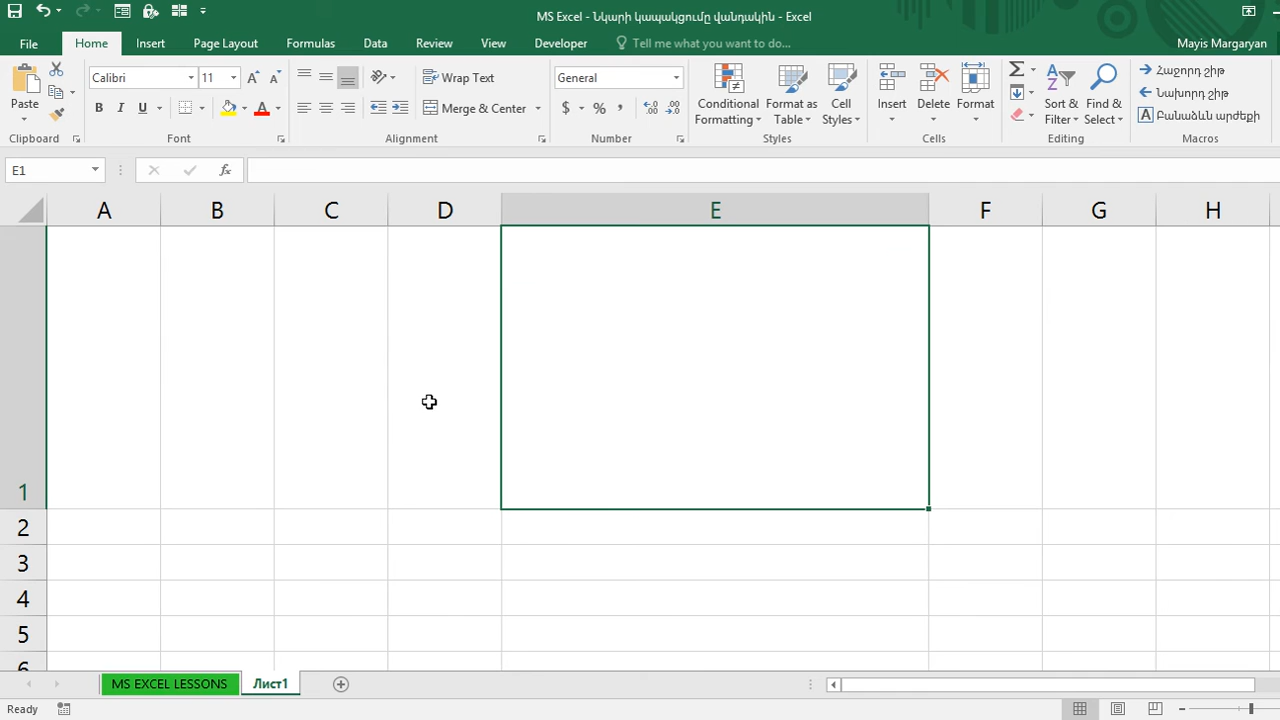 MS Excel - Նկարի կապակցումը վանդակին - Excel
File Home Insert Page Layout Formulas Data Review View Developer Tell me what you want to do... Mayis Margaryan
Calibri 11 Wrap Text General Հաջորդ շիթ
Նախորդ շիթ
Paste B I U Merge & Center $ % , Conditional Formatting Format as Table Cell Styles Insert Delete Format Sort & Filter Find & Select Բանաձևն արժեքի
Clipboard Font Alignment Number Styles Cells Editing Macros
E1 fx
A B C D E F G H
1
2
3
4
5
6
MS EXCEL LESSONS Лист1
Ready